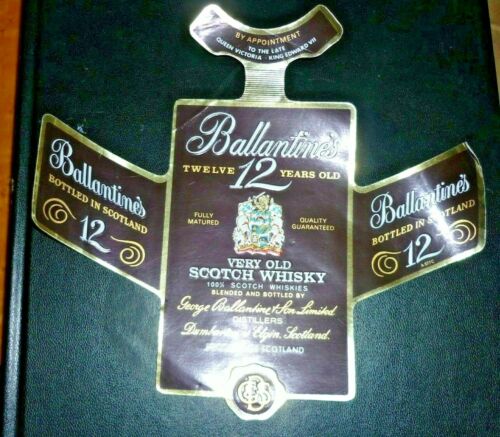 BY APPOINTMENT
TO THE LATE
QUEEN VICTORIA · KING EDWARD VII
Ballantine's
TWELVE 12 YEARS OLD
FULLY MATURED
QUALITY GUARANTEED
VERY OLD
SCOTCH WHISKY
100% SCOTCH WHISKIES
BLENDED AND BOTTLED BY
George Ballantine & Son Limited
DISTILLERS
Dumbarton & Elgin, Scotland.
SCOTLAND
Ballantine's
BOTTLED IN SCOTLAND
12
Ballantine's
BOTTLED IN SCOTLAND
12